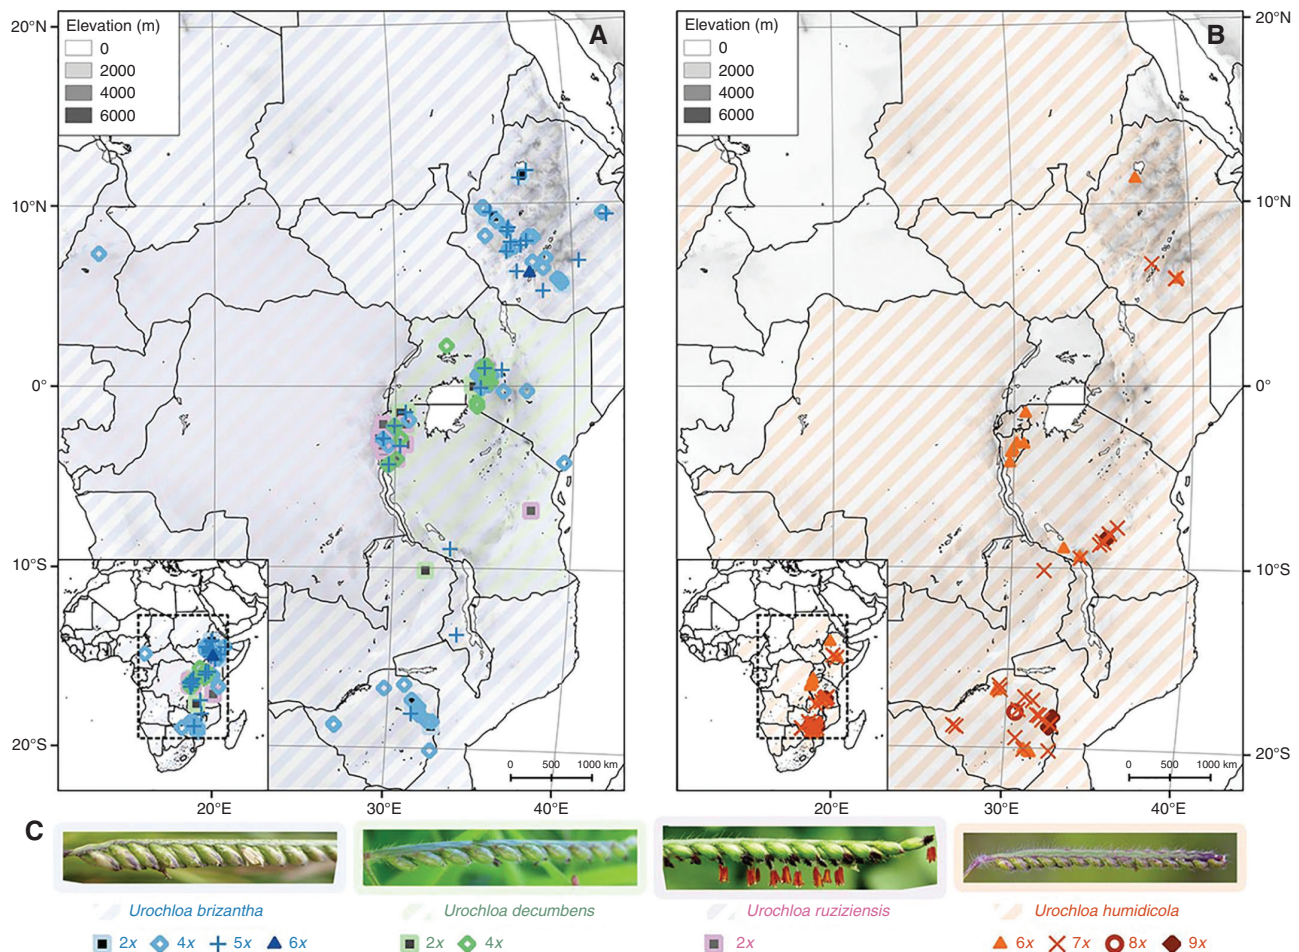 Elevation (m)
0
2000
4000
6000
A
20°N
10°N
0°
10°S
20°S
0 500 1000 km
20°E 30°E 40°E
Elevation (m)
0
2000
4000
6000
B
20°N
10°N
0°
10°S
20°S
0 500 1000 km
20°E 30°E 40°E
C
Urochloa brizantha
2x 4x 5x 6x
Urochloa decumbens
2x 4x
Urochloa ruziziensis
2x
Urochloa humidicola
6x 7x 8x 9x